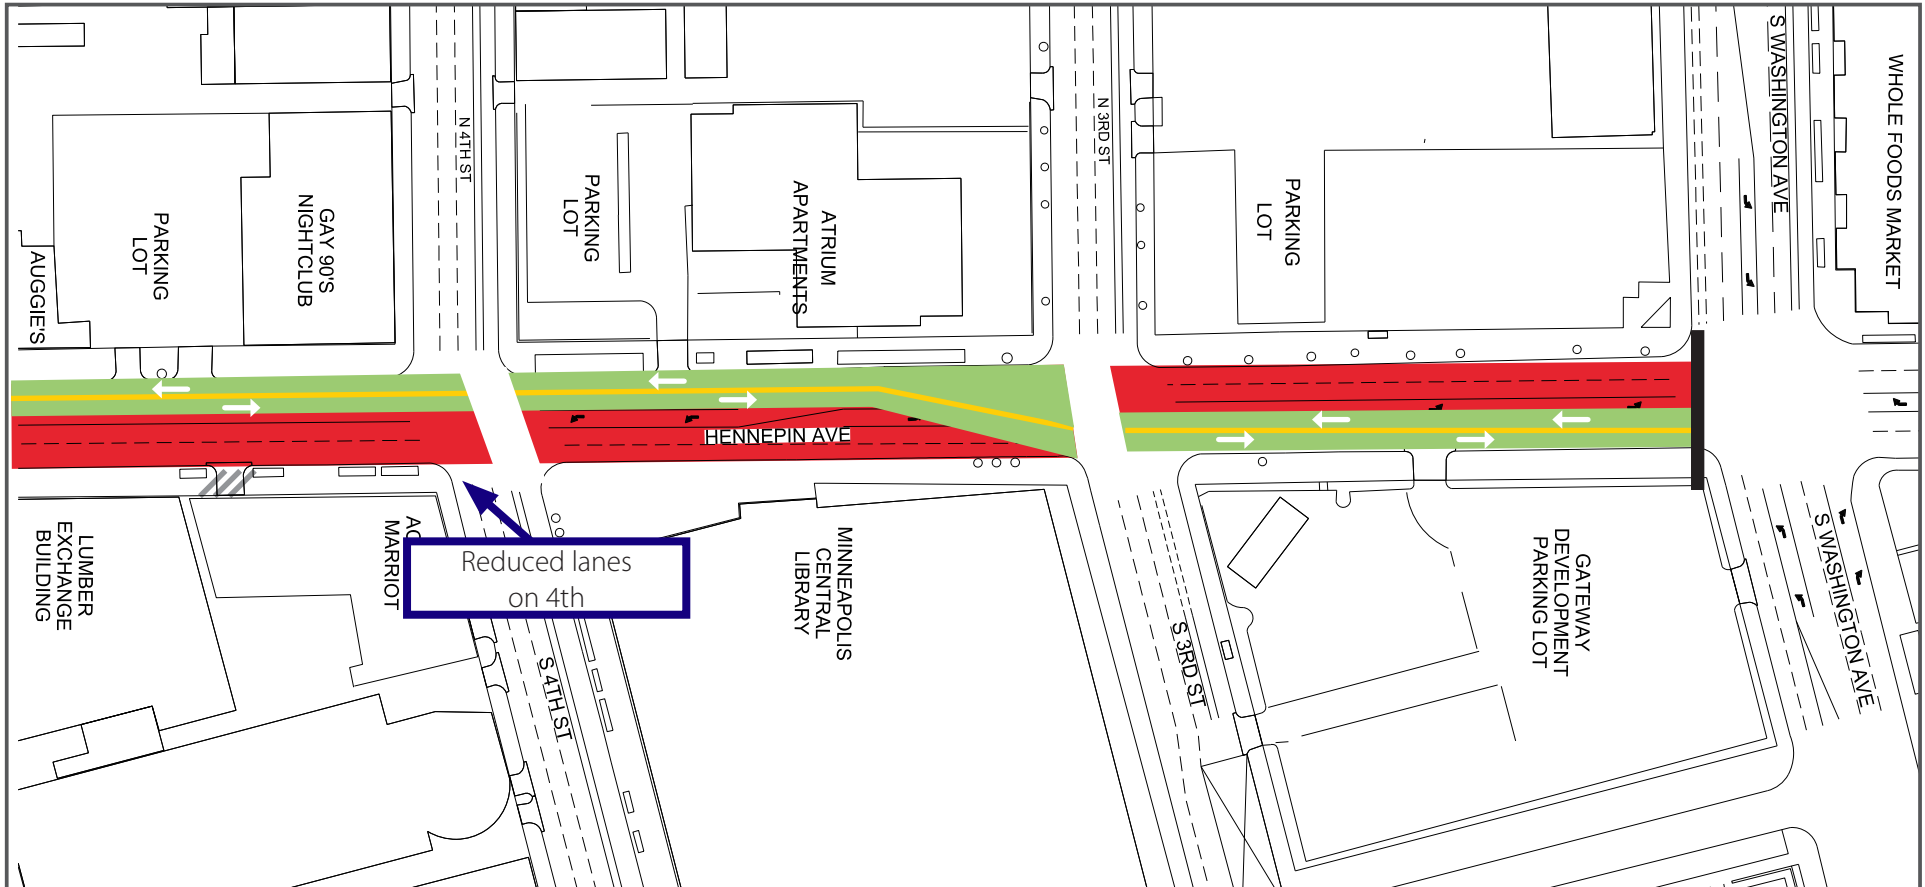 AUGGIE'S
PARKING
LOT
GAY 90'S
NIGHTCLUB
N 4TH ST
PARKING
LOT
ATRIUM
APARTMENTS
N 3RD ST
PARKING
LOT
S WASHINGTON AVE
WHOLE FOODS MARKET
HENNEPIN AVE
LUMBER
EXCHANGE
BUILDING
AC
MARRIOT
Reduced lanes
on 4th
S 4TH ST
MINNEAPOLIS
CENTRAL
LIBRARY
S 3RD ST
GATEWAY
DEVELOPMENT
PARKING LOT
S WASHINGTON AVE